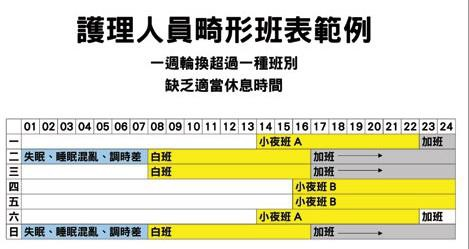 護理人員畸形班表範例
一週輪換超過一種班別
缺乏適當休息時間
01 02 03 04 05 06 07 08 09 10 11 12 13 14 15 16 17 18 19 20 21 22 23 24
一 小夜班 A 加班
二 失眠、睡眠混亂、調時差 白班 加班
三 白班 加班
四 小夜班 B
五 小夜班 B
六 小夜班 A 加班
日 失眠、睡眠混亂、調時差 白班 加班